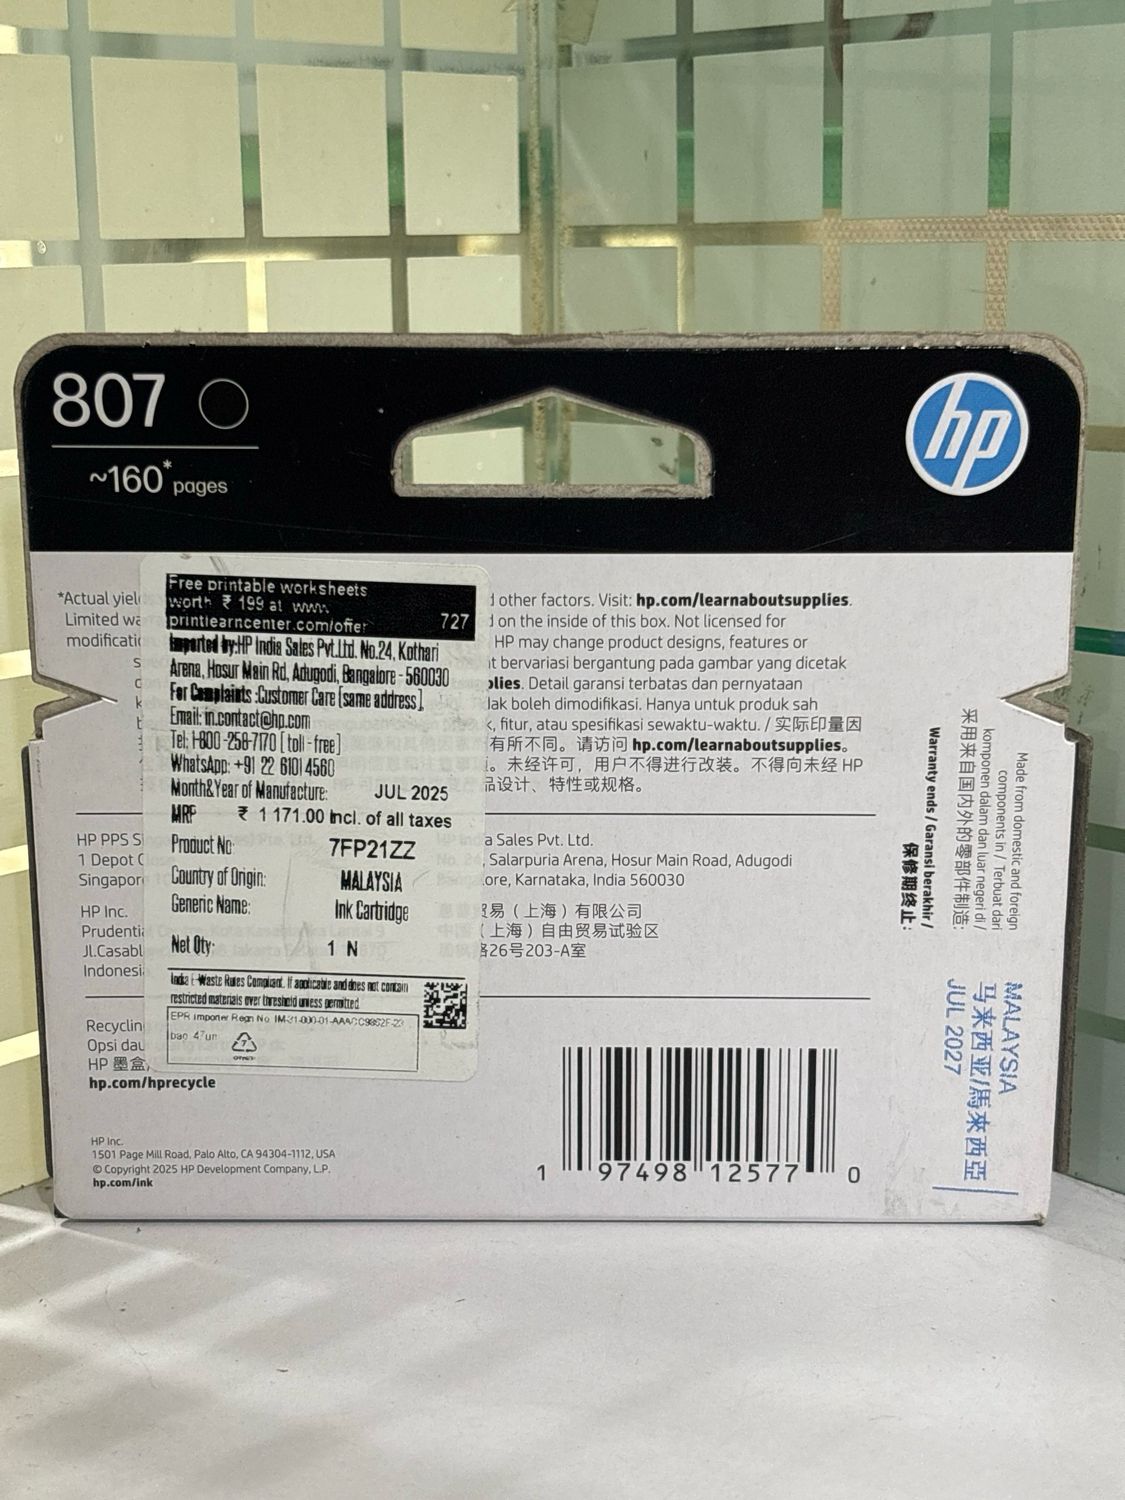 807
~160* pages
hp
*Actual yiel
Limited wa
modificatio
d other factors. Visit: hp.com/learnaboutsupplies.
d on the inside of this box. Not licensed for
HP may change product designs, features or
t bervariasi bergantung pada gambar yang dicetak
plies. Detail garansi terbatas dan pernyataan
dak boleh dimodifikasi. Hanya untuk produk sah
k, fitur, atau spesifikasi sewaktu-waktu. / 实际印量因
有所不同。请访问 hp.com/learnaboutsupplies。
。未经许可，用户不得进行改装。不得向未经 HP
品设计、特性或规格。
Free printable worksheets
worth ₹ 199 at www.
printlearncenter.com/offer 727
Imported by:HP India Sales Pvt.Ltd. No.24, Kothari
Arena, Hosur Main Rd, Adugodi, Bangalore - 560030
For Complaints :Customer Care [same address],
Email: in.contact@hp.com
Tel: 1-800-258-7170 [ toll-free]
WhatsApp: +91 22 6101 4560
Month&Year of Manufacture: JUL 2025
MRP ₹ 1 171.00 Incl. of all taxes
Product No: 7FP21ZZ
Country of Origin: MALAYSIA
Generic Name: Ink Cartridge
Net Qty: 1 N
India E-Waste Rules Compliant. If applicable and does not contain
restricted materials over threshold unless permitted.
EPR Importer Regn No
7
HP PPS
1 Depot
Singapore
HP Inc.
Prudential
Jl.Casabl
Indonesi
a Sales Pvt. Ltd.
No. 24, Salarpuria Arena, Hosur Main Road, Adugodi
ore, Karnataka, India 560030
贸易（上海）有限公司
（上海）自由贸易试验区
路26号203-A室
Recyclin
Opsi dau
HP 墨盒
hp.com/hprecycle
HP Inc.
1501 Page Mill Road, Palo Alto, CA 94304-1112, USA
© Copyright 2025 HP Development Company, L.P.
hp.com/ink
1 97498 12577 0
Made from domestic and foreign
components in / Terbuat dari
komponen dalam dan luar negeri di /
采用来自国内外的零部件制造:
Warranty ends / Garansi berakhir /
保修期终止:
MALAYSIA
马来西亚/馬來西亞
JUL 2027